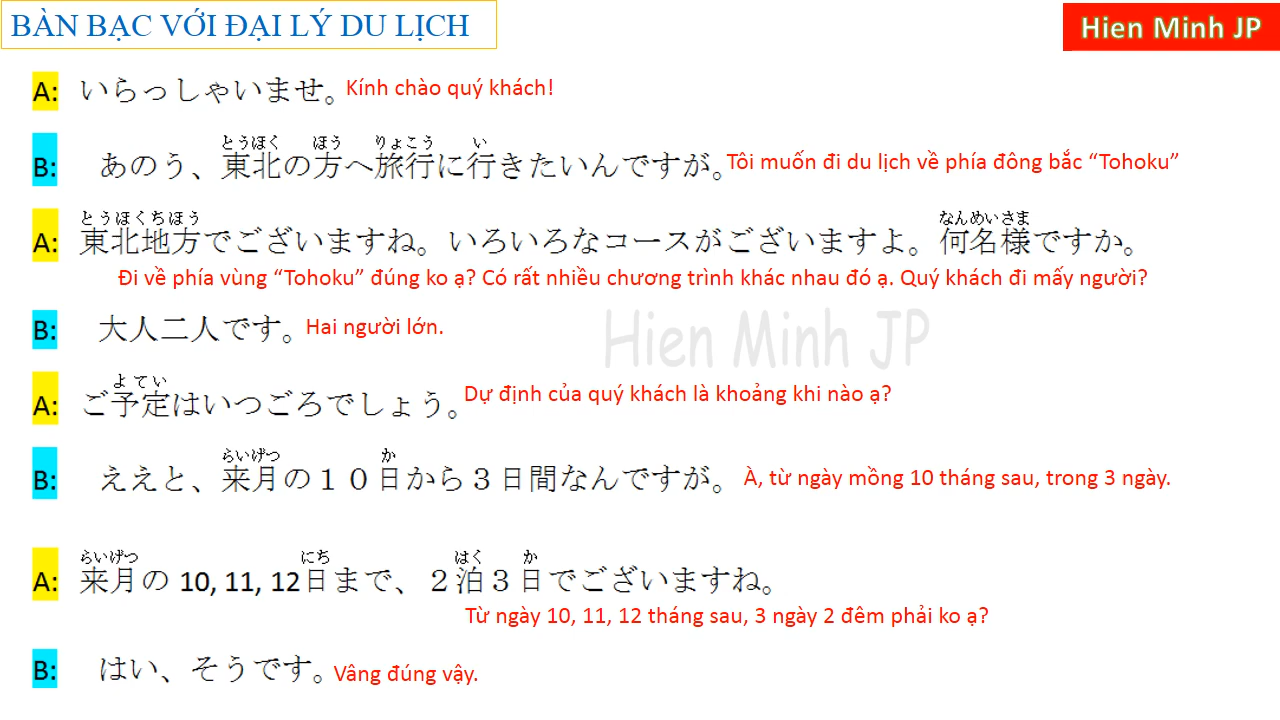 BÀN BẠC VỚI ĐẠI LÝ DU LỊCH
Hien Minh JP
A: いらっしゃいませ。 Kính chào quý khách!
とうほく ほう りょこう い
B: あのう、東北の方へ旅行に行きたいんですが。 Tôi muốn đi du lịch về phía đông bắc “Tohoku”
とうほくちほう なんめいさま
A: 東北地方でございますね。いろいろなコースがございますよ。何名様ですか。
Đi về phía vùng “Tohoku” đúng ko ạ? Có rất nhiều chương trình khác nhau đó ạ. Quý khách đi mấy người?
B: 大人二人です。 Hai người lớn.
Hien Minh JP
よてい
A: ご予定はいつごろでしょう。 Dự định của quý khách là khoảng khi nào ạ?
らいげつ か
B: ええと、来月の１０日から３日間なんですが。 À, từ ngày mồng 10 tháng sau, trong 3 ngày.
らいげつ にち はく か
A: 来月の 10, 11, 12日まで、２泊３日でございますね。
Từ ngày 10, 11, 12 tháng sau, 3 ngày 2 đêm phải ko ạ?
B: はい、そうです。 Vâng đúng vậy.